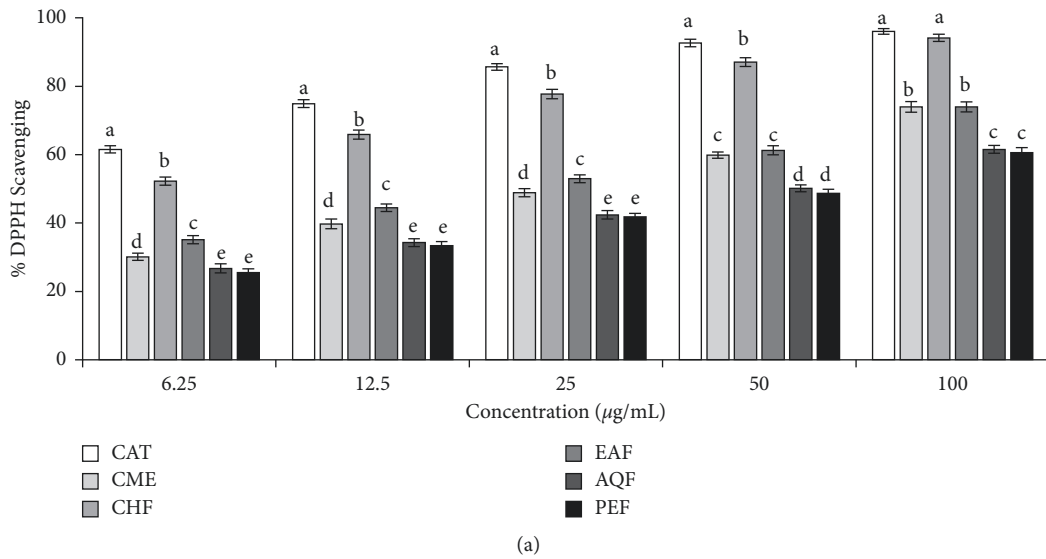 100
80
60
40
20
0
% DPPH Scavenging
a
b
d
c
e
e
a
b
d
c
e
e
a
b
d
c
e
e
a
b
c
c
d
d
a
a
b
b
c
c
6.25
12.5
25
50
100
Concentration (µg/mL)
CAT
CME
CHF
EAF
AQF
PEF
(a)